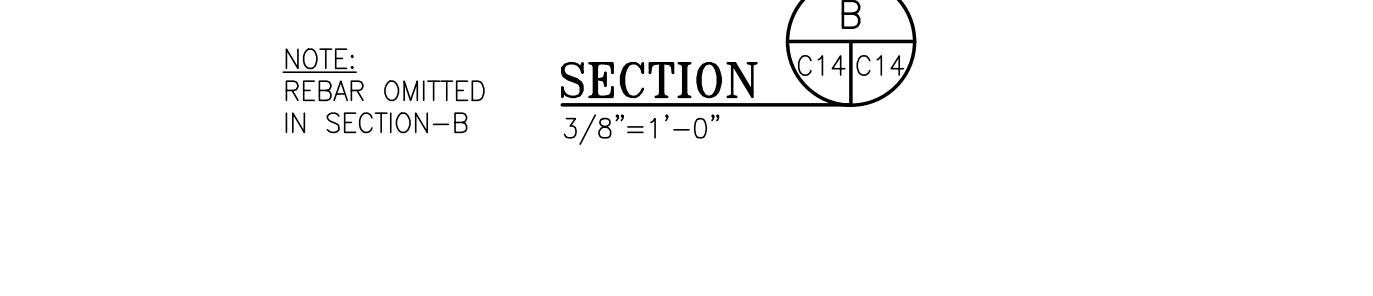 B
C14 C14
NOTE:
REBAR OMITTED
IN SECTION-B
SECTION
3/8”=1’-0”